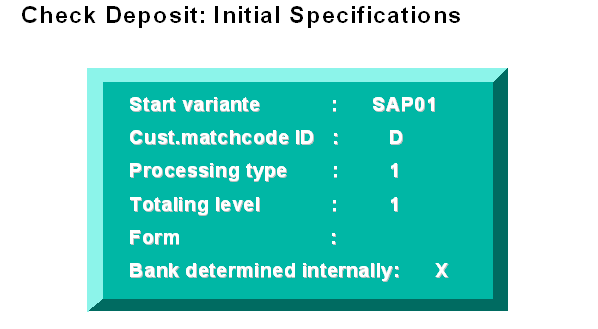 Check Deposit: Initial Specifications
Start variante : SAP01
Cust.matchcode ID : D
Processing type : 1
Totaling level : 1
Form :
Bank determined internally: X